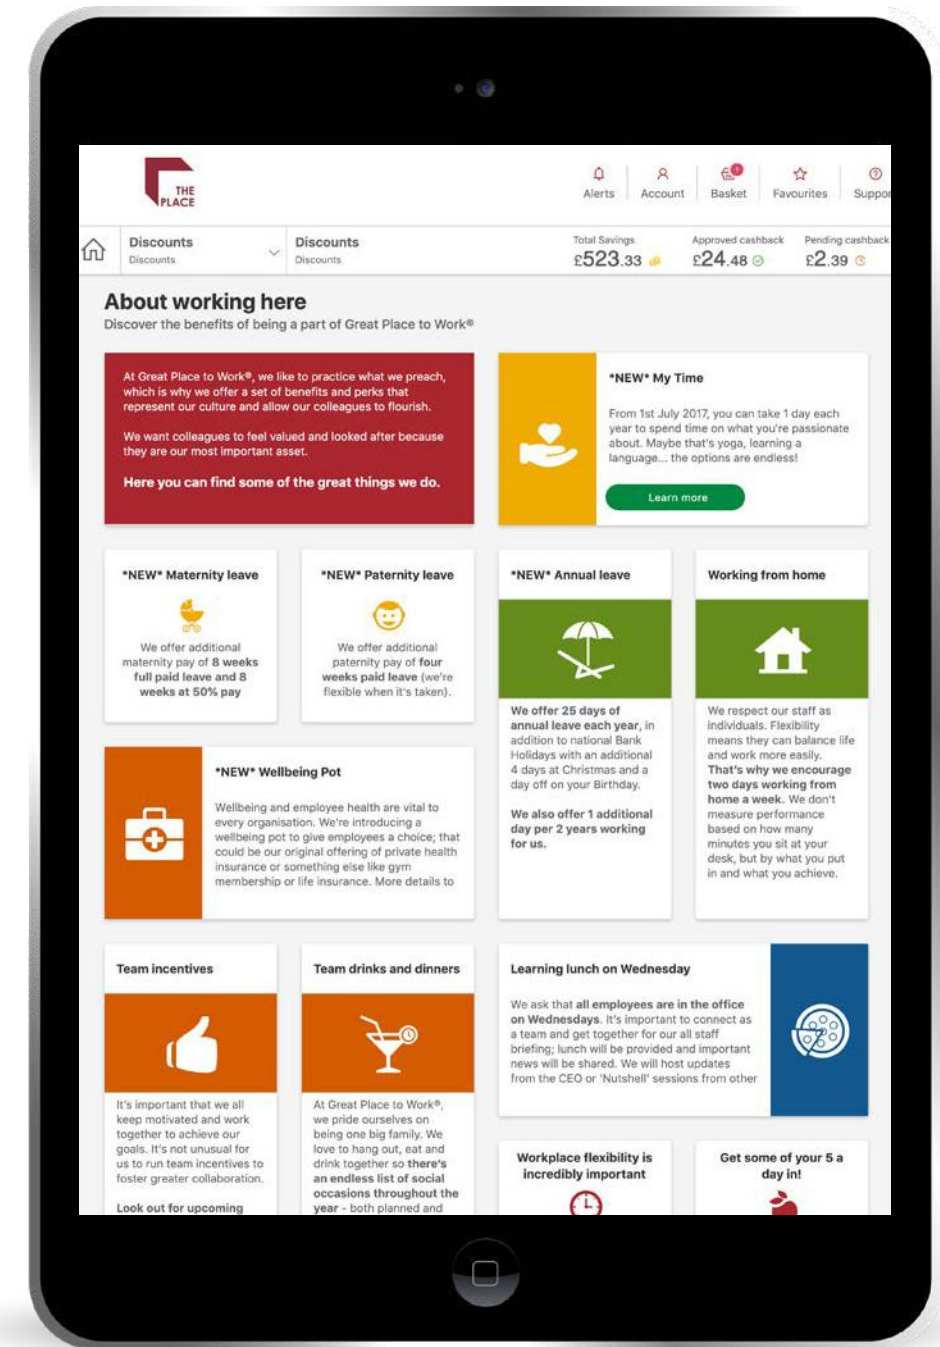 THE
PLACE
Alerts
Account
1
Basket
Favourites
Suppor
Discounts
Discounts
Discounts
Discounts
Total Savings
£523.33
Approved cashback
£24.48
Pending cashback
£2.39
About working here
Discover the benefits of being a part of Great Place to Work®
At Great Place to Work®, we like to practice what we preach,
which is why we offer a set of
benefits and perks that
represent our culture and allow our colleagues to flourish.
We want colleagues to feel valued and looked after because
they are our most important asset.
Here you can find some of the great things we do.
*NEW* My Time
From 1st July 2017, you can take 1 day each
year to spend time on what you're passionate
about. Maybe that's yoga, learning a
language... the options are endless!
Learn more
*NEW* Maternity leave
We offer additional
maternity pay of 8 weeks
full paid leave and 8
weeks at 50% pay
*NEW* Paternity leave
We offer additional
paternity pay of four
weeks paid leave (we're
flexible when it's taken).
*NEW* Annual leave
We offer 25 days of
annual leave each year, in
addition to national Bank
Holidays with an additional
4 days at Christmas and a
day off on your Birthday.
We also offer 1 additional
day per 2 years working
for us.
Working from home
We respect our staff as
individuals. Flexibility
means they can balance life
and work more easily.
That's why we encourage
two days working from
home a week. We don't
measure performance
based on how many
minutes you sit at your
desk, but by what you put
in and what you achieve.
*NEW* Wellbeing Pot
Wellbeing and employee health are vital to
every organisation. We're introducing a
wellbeing pot to give employees a choice; that
could be our original offering of private health
insurance or something else like gym
membership or life insurance. More details to
Team incentives
It's important that we all
keep motivated and work
together to achieve our
goals. It's not unusual for
us to run team incentives to
foster greater collaboration.
Look out for upcoming
Team drinks and dinners
At Great Place to Work®,
we pride ourselves on
being one big family. We
love to hang out, eat and
drink together so there's
an endless list of social
occasions throughout the
year - both planned and
Learning lunch on Wednesday
We ask that all employees are in the office
on Wednesdays. It's important to connect as
a team and get together for our all staff
briefing; lunch will be provided and important
news will be shared. We will host updates
from the CEO or 'Nutshell' sessions from other
Workplace flexibility is
incredibly important
Get some of your 5 a
day in!